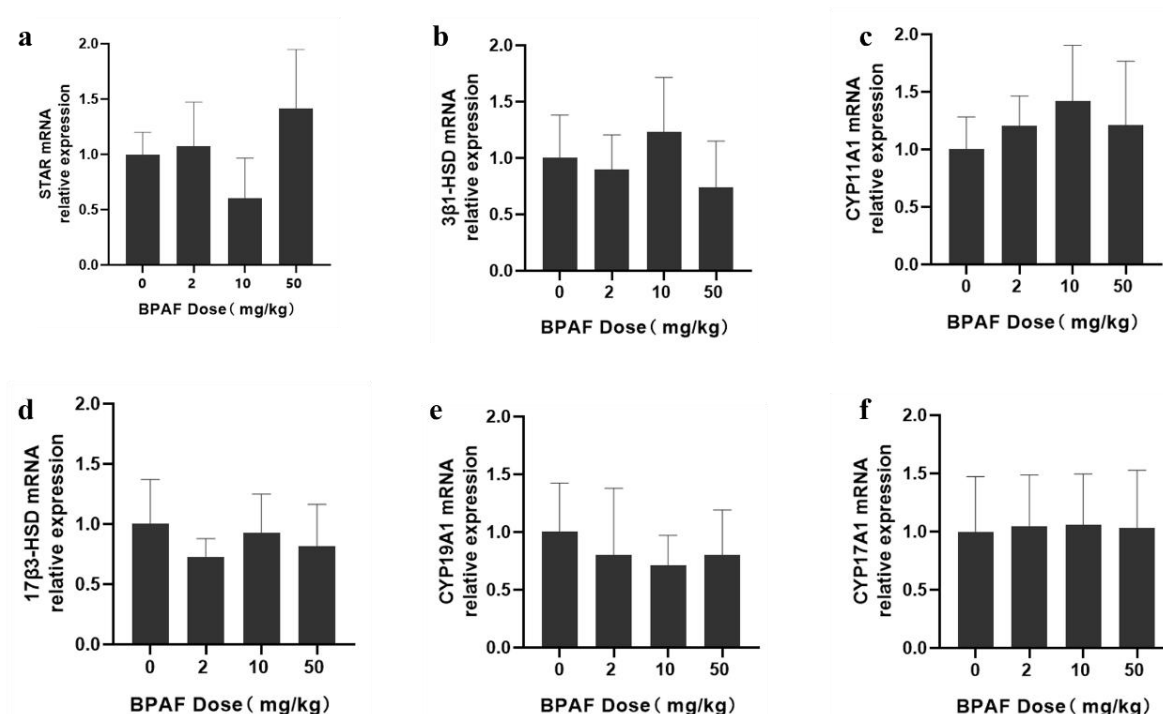 a
STAR mRNA
relative expression
2.0
1.5
1.0
0.5
0.0
0 2 10 50
BPAF Dose( mg/kg)
b
3β1-HSD mRNA
relative expression
2.0
1.5
1.0
0.5
0.0
0 2 10 50
BPAF Dose( mg/kg)
c
CYP11A1 mRNA
relative expression
2.0
1.5
1.0
0.5
0.0
0 2 10 50
BPAF Dose( mg/kg)
d
17β3-HSD mRNA
relative expression
2.0
1.5
1.0
0.5
0.0
0 2 10 50
BPAF Dose( mg/kg)
e
CYP19A1 mRNA
relative expression
2.0
1.5
1.0
0.5
0.0
0 2 10 50
BPAF Dose( mg/kg)
f
CYP17A1 mRNA
relative expression
2.0
1.5
1.0
0.5
0.0
0 2 10 50
BPAF Dose( mg/kg)